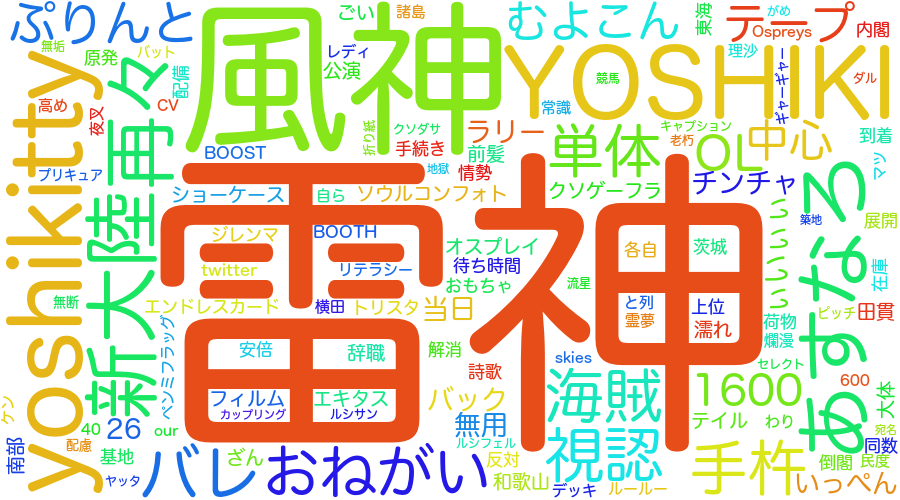 ぷりんと
無垢
ごい
諸島
むよこん
東海
テープ
がめ
Ospreys
内閣
風神
YOSHIKI
yoshikitty
原発
バット
レディ
公演
配備
再々
理沙
競馬
キャーギャー
ダル
高め
CV
常識
夜叉
折り紙
クソダサ
ラリー
単体
キャプション
老朽
OL
中心
到着
BOOST
手続き
前髪
地獄
情勢
プリキュア
チンチャ
マッ
ショーケース
自ら
ソウルコンフォト
クソゲーフラ
あすなろ
新大陸
雷神
ジレンマ
BOOTH
オスプレイ
各自
茨城
築地
展開
twitter
リテラシー
待ち時間
おもちゃ
流星
と列
上位
在庫
無断
エンドレスカード
横田
トリスタ
当日
霊夢
濡れ
荷物
ピッチ
田貫
爛漫
ペンミフラッグ
安倍
辞職
解消
skies
セレクト
詩歌
海賊
1600
600
大体
フィルム
エキタス
バック
カップリング
ルシサン
無用
テイル
わり
宛名
ケン
40
26
our
配慮
ルシフェル
視認
同数
南部
基地
バレ
ざん
おねがい
反対
手杵
倒閣
民度
ヤッタ
和歌山
デッキ
ルールー
いっぺん